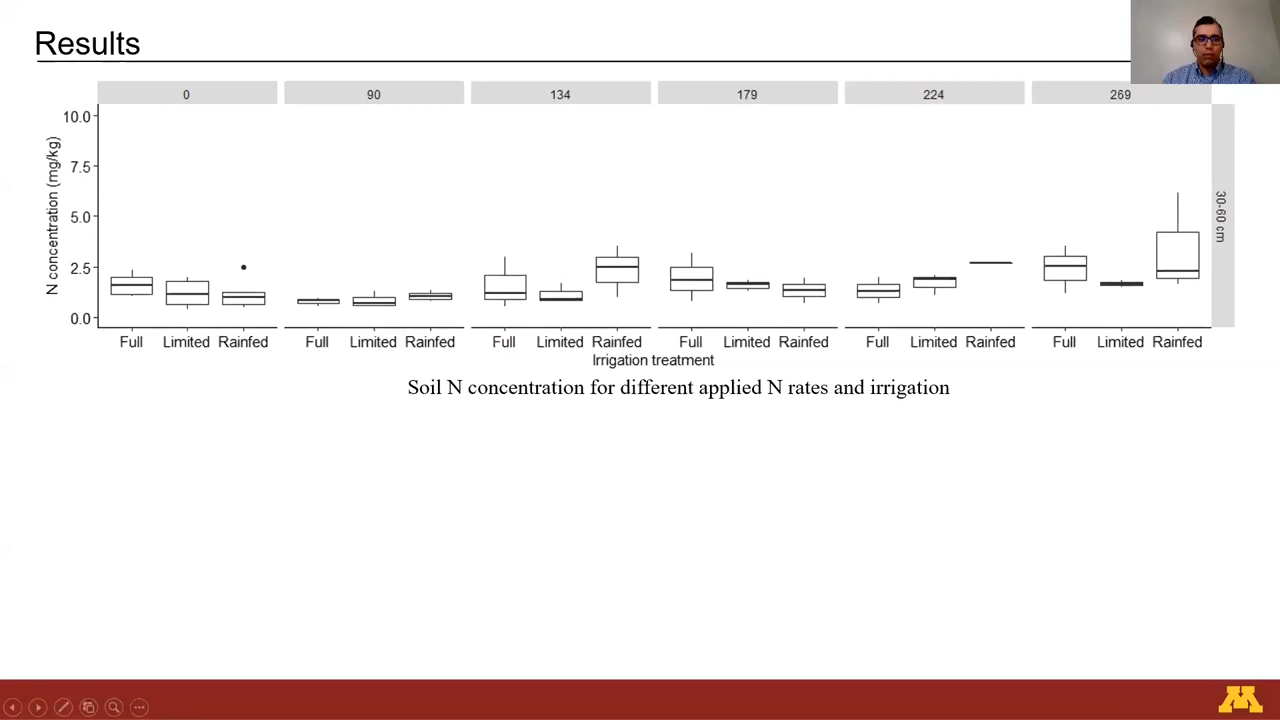 Results
0 90 134 179 224 269
10.0
7.5
5.0
2.5
0.0
N concentration (mg/kg)
30-60 cm
Full Limited Rainfed Full Limited Rainfed Full Limited Rainfed Full Limited Rainfed Full Limited Rainfed Full Limited Rainfed
Irrigation treatment
Soil N concentration for different applied N rates and irrigation
M